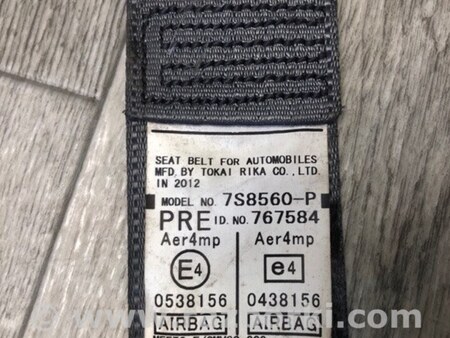 SEAT BELT FOR AUTOMOBILES
MFD. BY TOKAI RIKA CO., LTD.
IN 2012
MODEL NO. 7S8560-P
PRE ID. NO. 767584
Aer4mp Aer4mp
E4 e4
0538156 0438156
AIRBAG AIRBAG